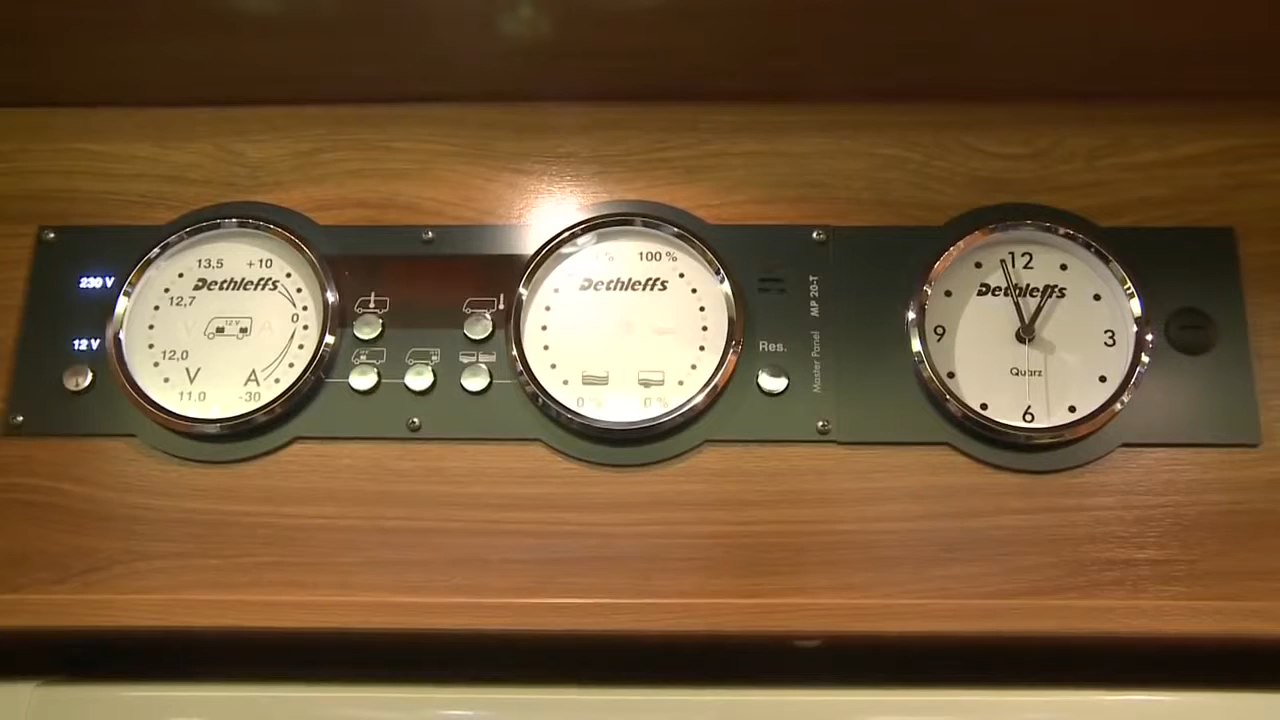 230 V
12 V
13,5 +10
Dethleffs
12,7
12 V
0
12,0
V A
11.0 -30
100 %
Dethleffs
0 % 0 %
Res.
Master Panel MP 20-T
12
Dethleffs
9 3
Quarz
6